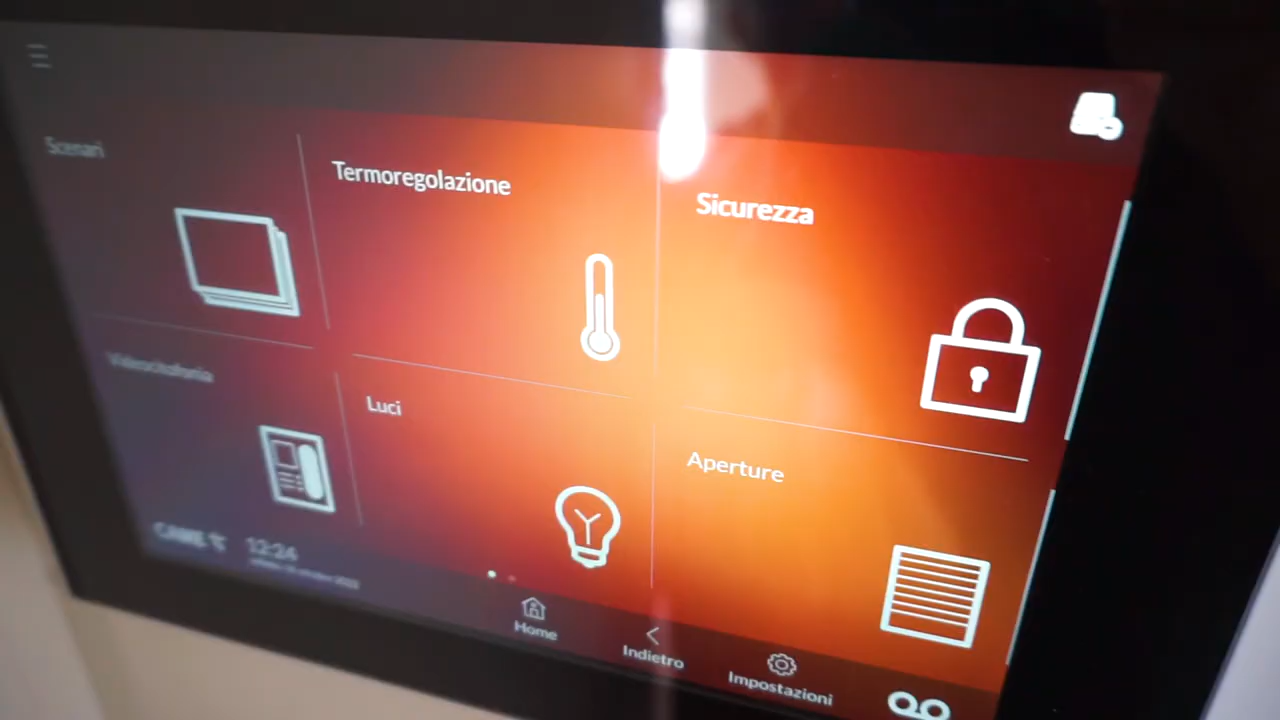 Scenari
Termoregolazione
Sicurezza
Videocitofonia
Luci
Aperture
CAME
12:24
Home
Indietro
Impostazioni